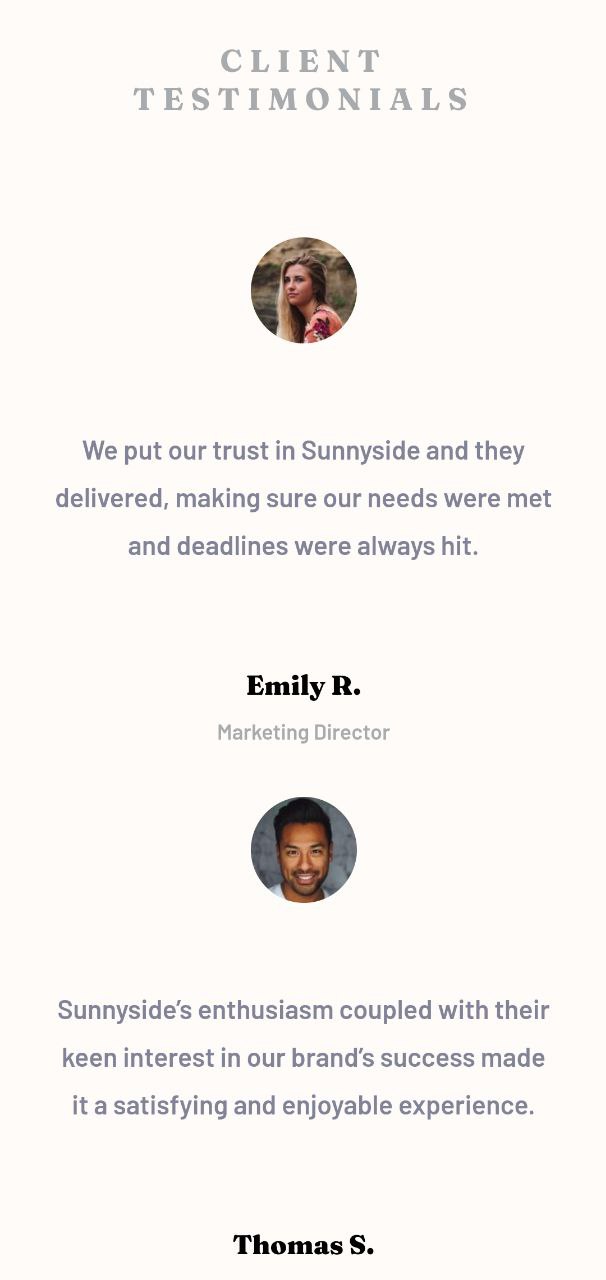 CLIENT
TESTIMONIALS
We put our trust in Sunnyside and they
delivered, making sure our needs were met
and deadlines were always hit.
Emily R.
Marketing Director
Sunnyside’s enthusiasm coupled with their
keen interest in our brand’s success made
it a satisfying and enjoyable experience.
Thomas S.